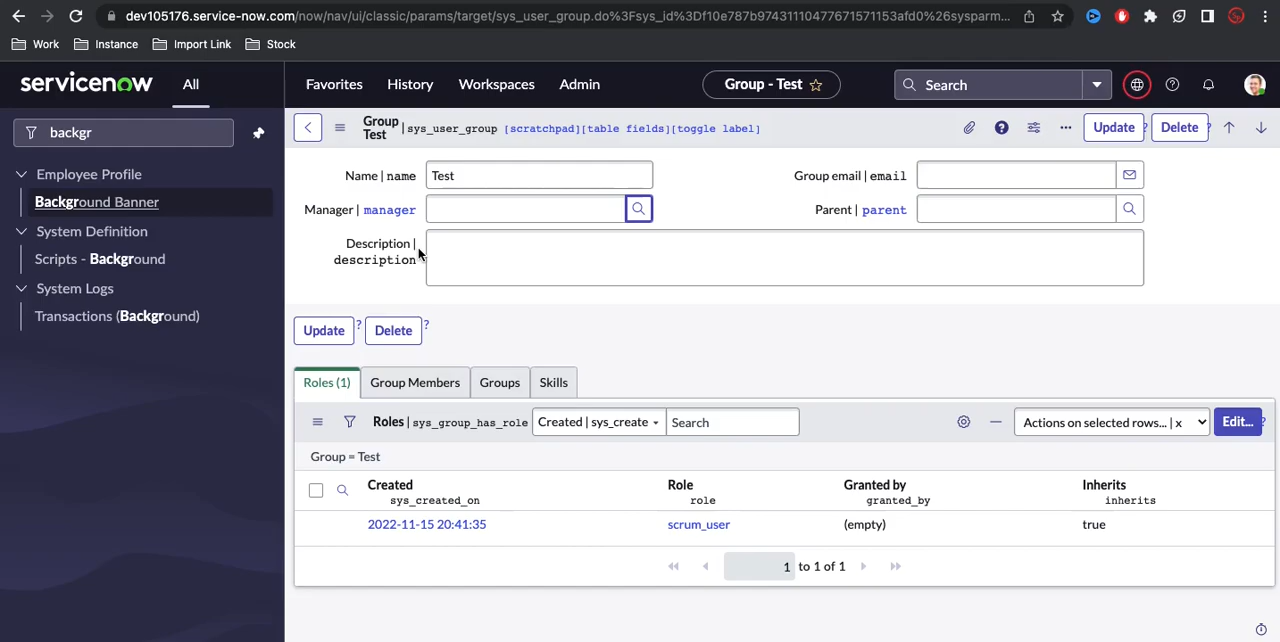 dev105176.service-now.com/now/nav/ui/classic/params/target/sys_user_group.do%3Fsys_id%3Df10e787b97431110477671571153afd0%26sysparm...
Work Instance Import Link Stock
servicenow All Favorites History Workspaces Admin Group - Test Search
backgr
Group
Test | sys_user_group [scratchpad][table fields][toggle label] Update ? Delete ?
Employee Profile
Background Banner
System Definition
Scripts - Background
System Logs
Transactions (Background)
Name | name Test Group email | email
Manager | manager Parent | parent
Description |
description
Update ? Delete ?
Roles (1) Group Members Groups Skills
Roles | sys_group_has_role Created | sys_create Search Actions on selected rows... | x Edit... ?
Group = Test
Created Role Granted by Inherits
sys_created_on role granted_by inherits
2022-11-15 20:41:35 scrum_user (empty) true
1 to 1 of 1